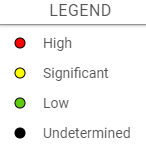 LEGEND
High
Significant
Low
Undetermined